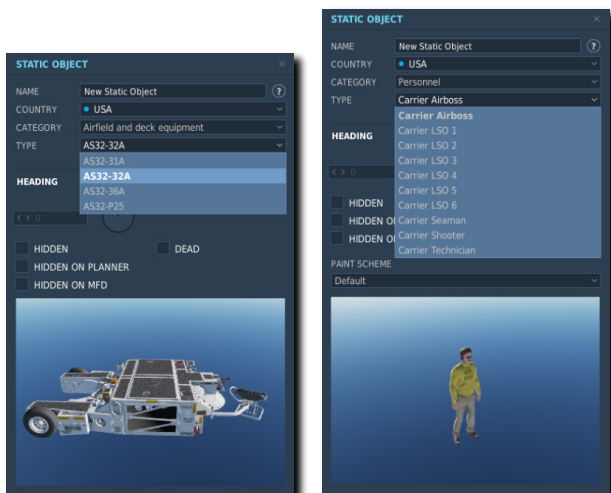 STATIC OBJECT
NAME New Static Object ?
COUNTRY USA
CATEGORY Airfield and deck equipment
TYPE AS32-32A
AS32-31A
AS32-32A
AS32-36A
AS32-P25
HEADING
HIDDEN DEAD
HIDDEN ON PLANNER
HIDDEN ON MFD
STATIC OBJECT
NAME New Static Object ?
COUNTRY USA
CATEGORY Personnel
TYPE Carrier Airboss
Carrier Airboss
Carrier LSO 1
Carrier LSO 2
Carrier LSO 3
Carrier LSO 4
Carrier LSO 5
Carrier LSO 6
Carrier Seaman
Carrier Shooter
Carrier Technician
HEADING
HIDDEN
HIDDEN O
HIDDEN O
PAINT SCHEME
Default